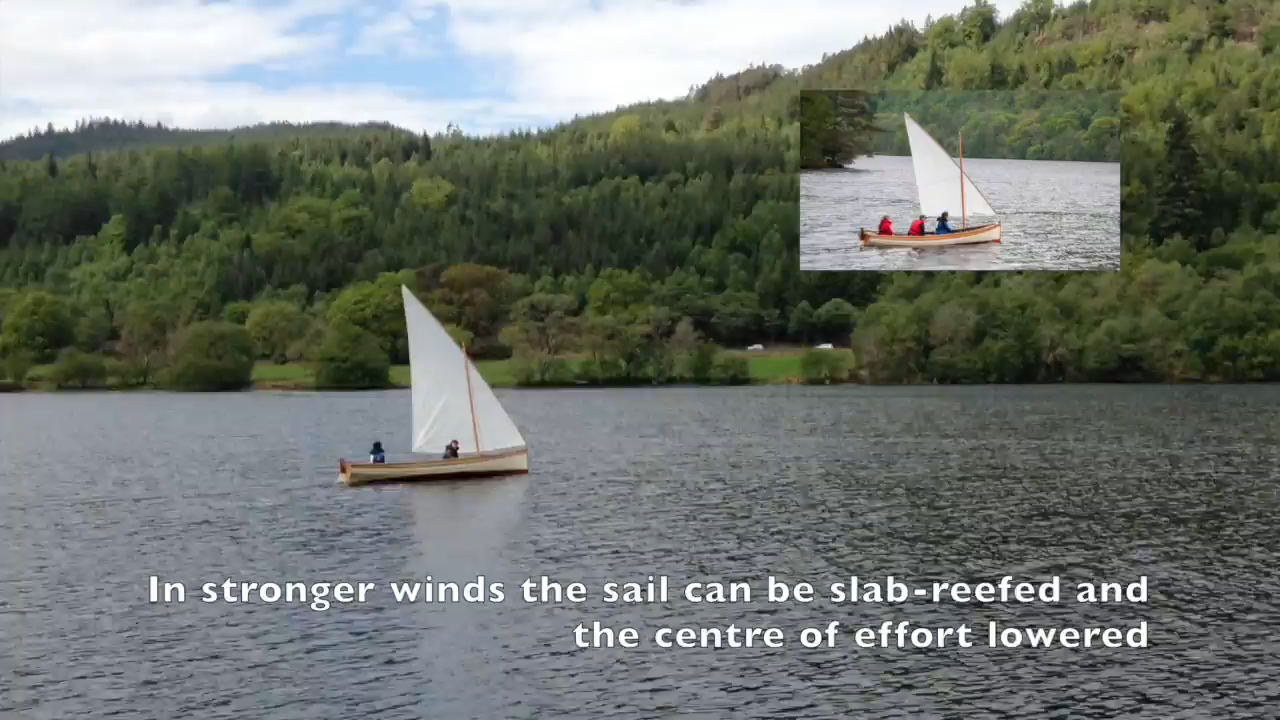 In stronger winds the sail can be slab-reefed and
the centre of effort lowered